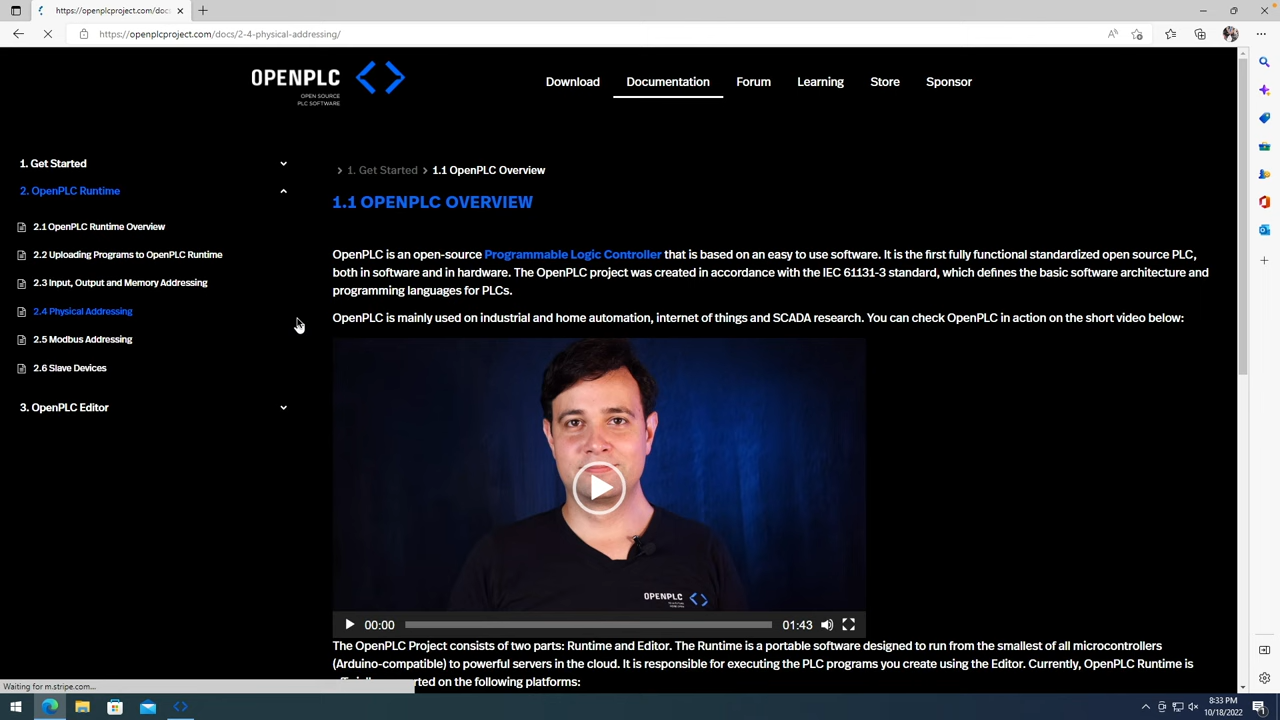 https://openplcproject.com/docs
https://openplcproject.com/docs/2-4-physical-addressing/
OPENPLC
OPEN SOURCE
PLC SOFTWARE
Download Documentation Forum Learning Store Sponsor
1. Get Started
2. OpenPLC Runtime
2.1 OpenPLC Runtime Overview
2.2 Uploading Programs to OpenPLC Runtime
2.3 Input, Output and Memory Addressing
2.4 Physical Addressing
2.5 Modbus Addressing
2.6 Slave Devices
3. OpenPLC Editor
1. Get Started 1.1 OpenPLC Overview
1.1 OPENPLC OVERVIEW
OpenPLC is an open-source Programmable Logic Controller that is based on an easy to use software. It is the first fully functional standardized open source PLC,
both in software and in hardware. The OpenPLC project was created in accordance with the IEC 61131-3 standard, which defines the basic software architecture and
programming languages for PLCs.
OpenPLC is mainly used on industrial and home automation, internet of things and SCADA research. You can check OpenPLC in action on the short video below:
OPENPLC
00:00 01:43
The OpenPLC Project consists of two parts: Runtime and Editor. The Runtime is a portable software designed to run from the smallest of all microcontrollers
(Arduino-compatible) to powerful servers in the cloud. It is responsible for executing the PLC programs you create using the Editor. Currently, OpenPLC Runtime is
on the following platforms:
Waiting for m.stripe.com...
8:33 PM
10/18/2022